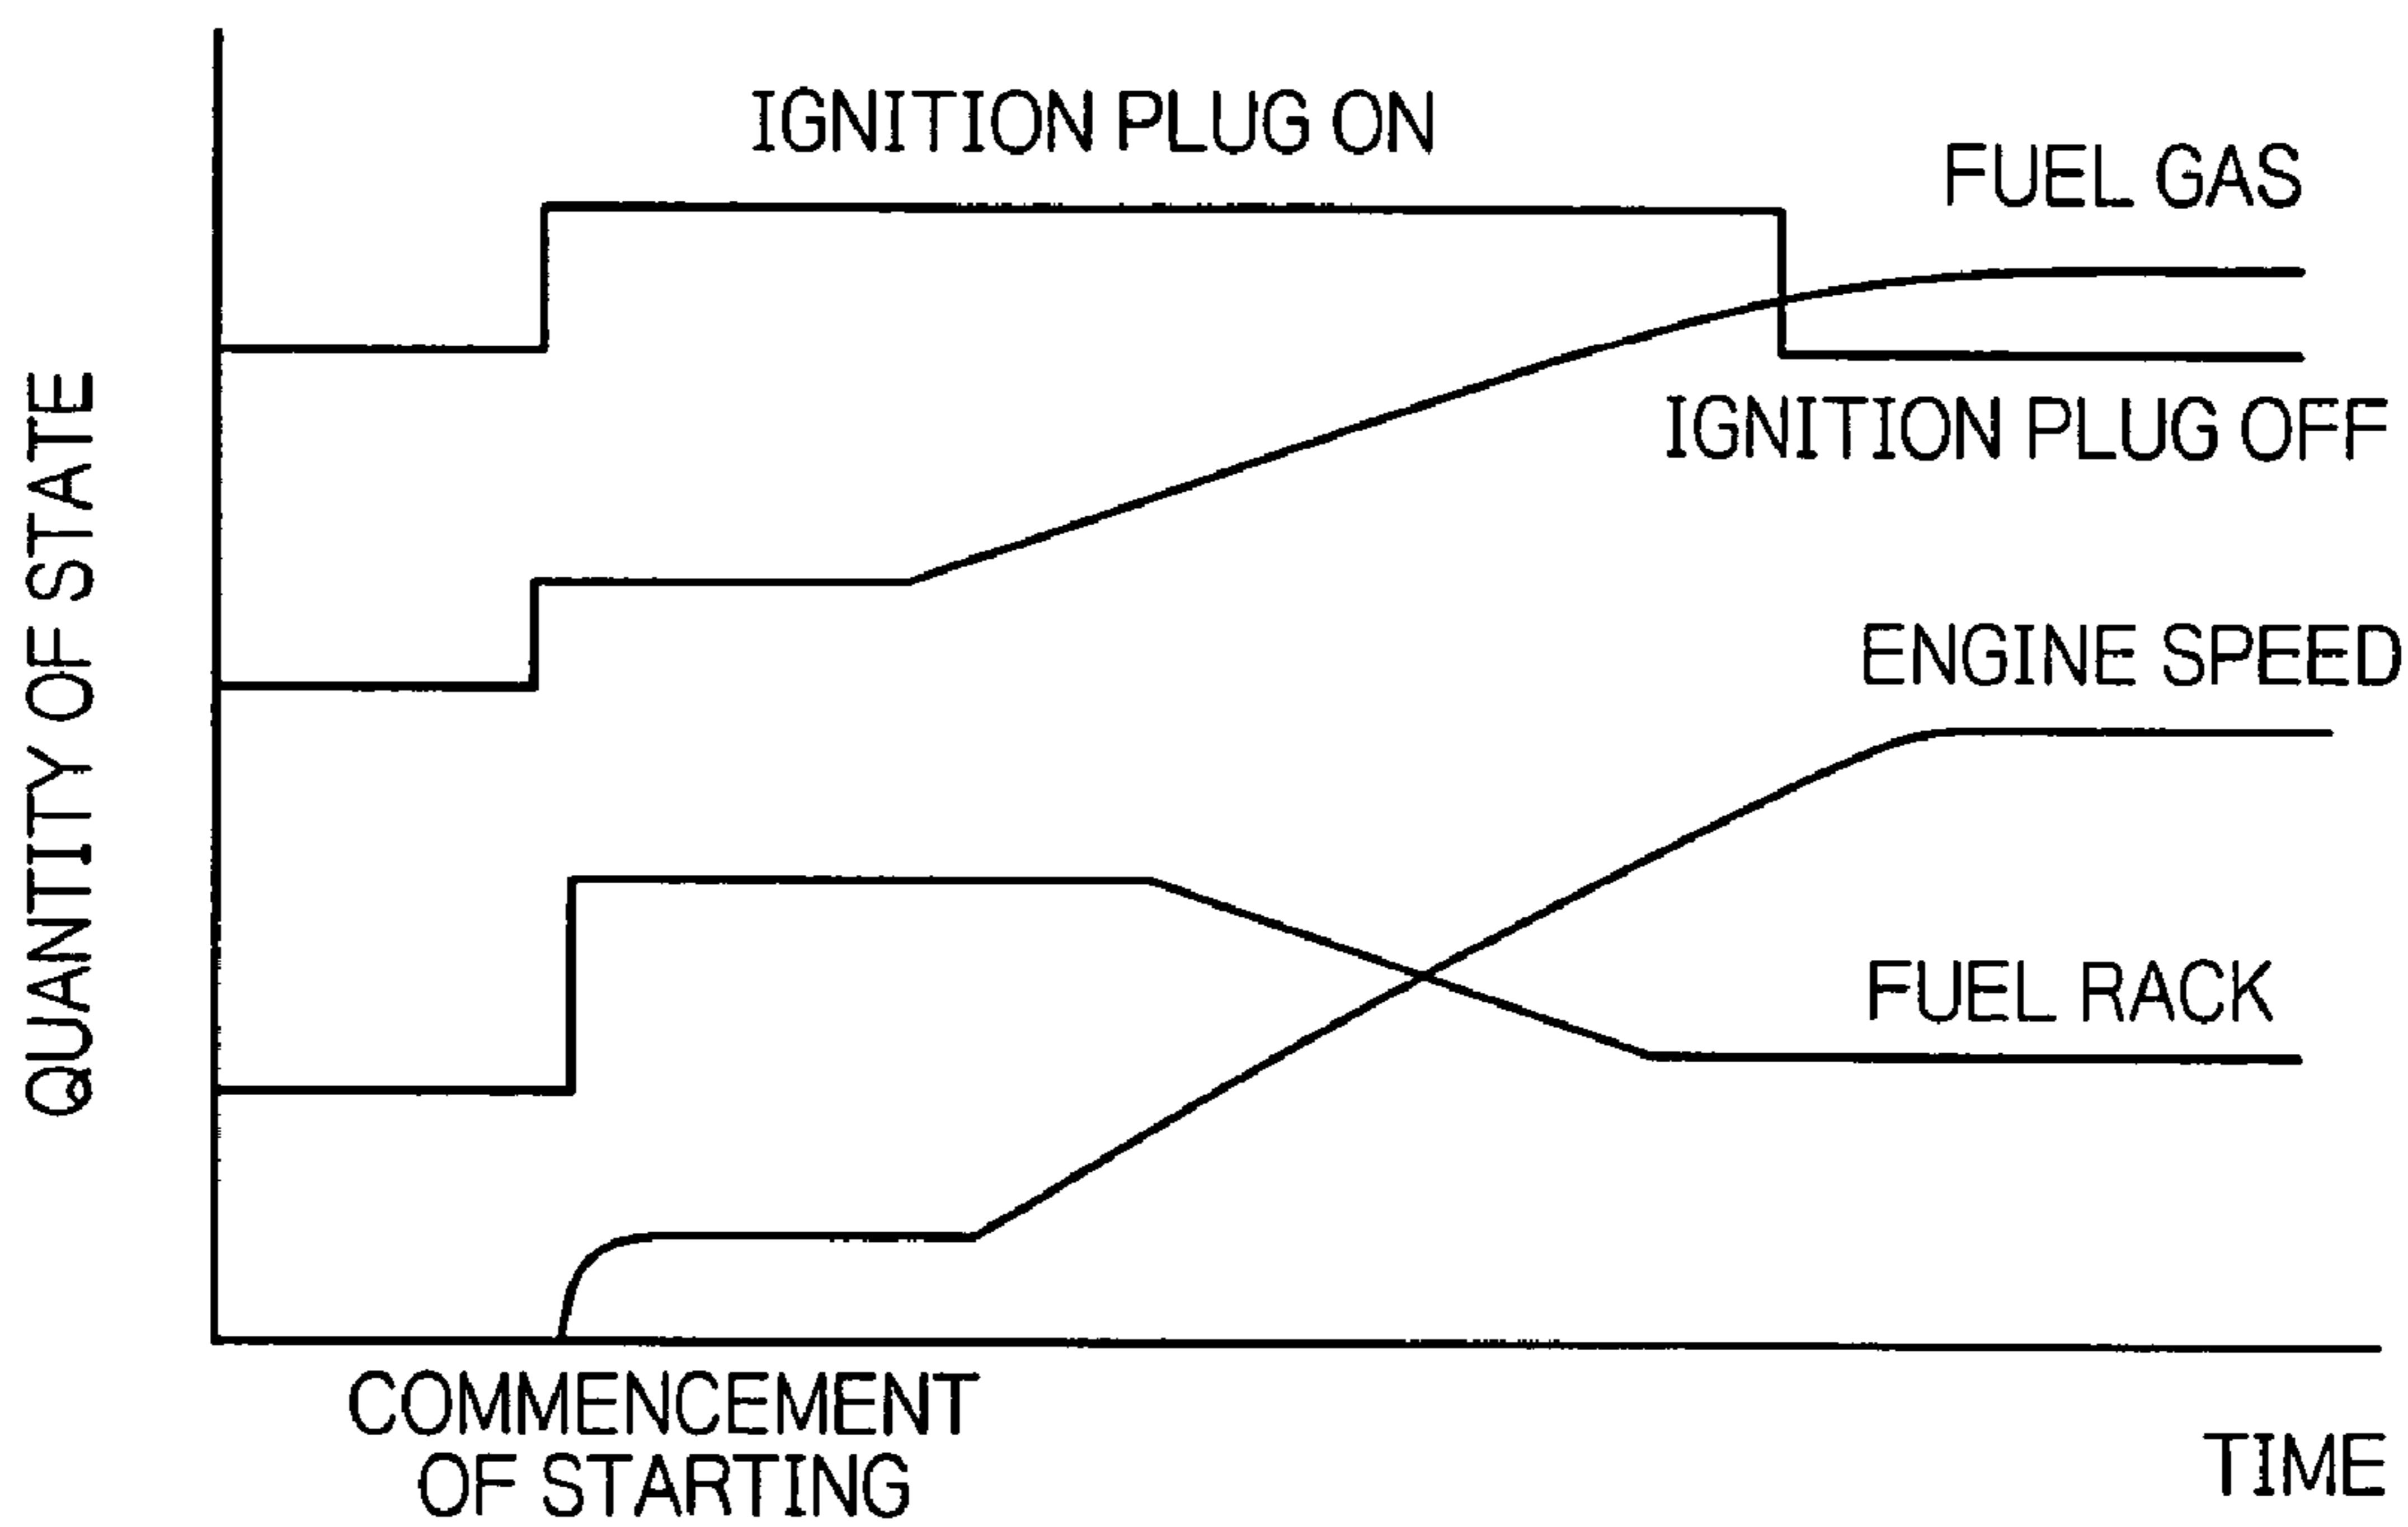 IGNITION PLUG ON
FUEL GAS
IGNITION PLUG OFF
QUANTITY OF STATE
ENGINE SPEED
FUEL RACK
COMMENCEMENT
OF STARTING
TIME